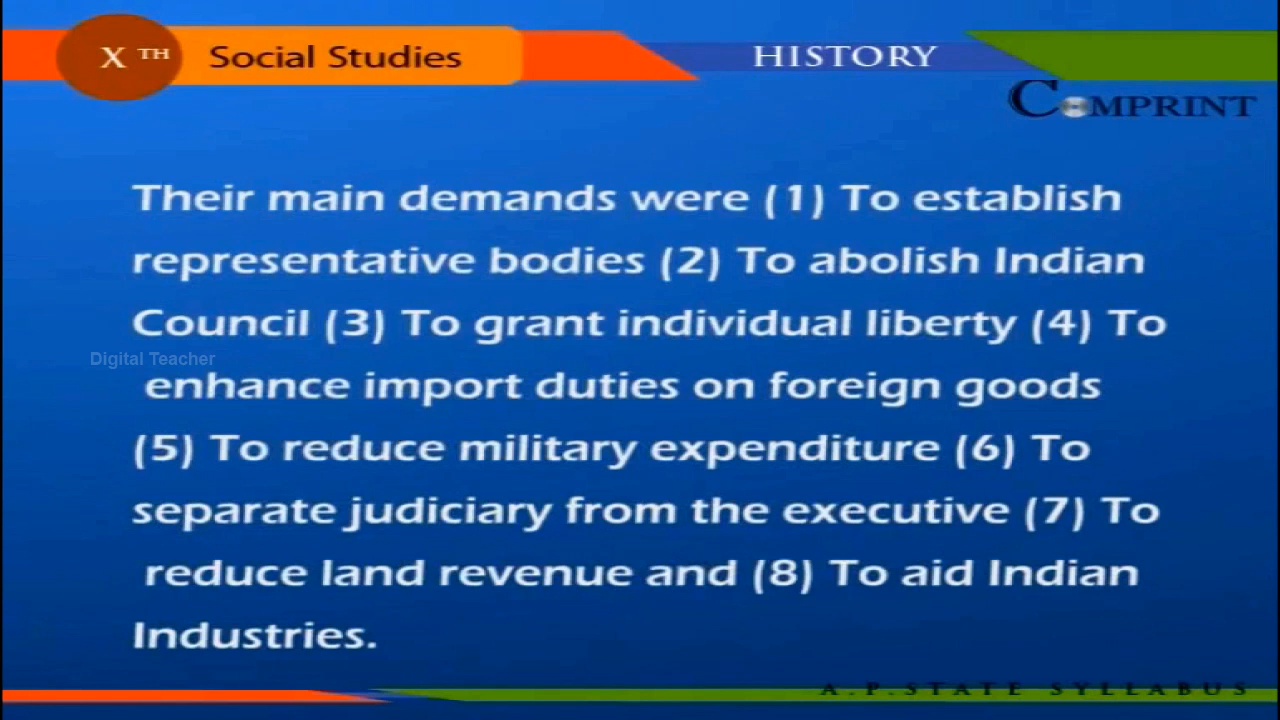 X TH Social Studies HISTORY
COMPRINT
Their main demands were (1) To establish
representative bodies (2) To abolish Indian
Council (3) To grant individual liberty (4) To
Digital Teacher
enhance import duties on foreign goods
(5) To reduce military expenditure (6) To
separate judiciary from the executive (7) To
reduce land revenue and (8) To aid Indian
Industries.
A.P.STATE SYLLABUS